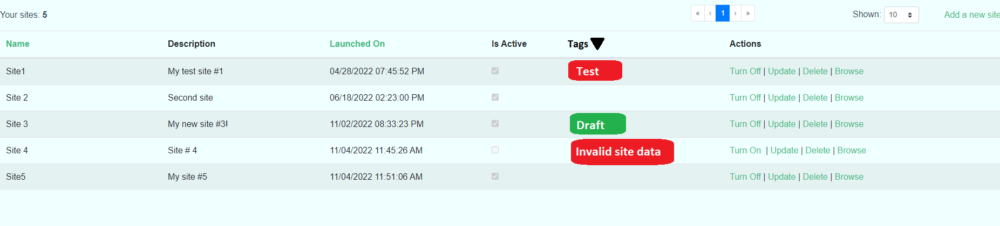 Your sites: 5 « ‹ 1 › » Shown: 10 Add a new site
Name Description Launched On Is Active Tags Actions
Site1 My test site #1 04/28/2022 07:45:52 PM Test Turn Off | Update | Delete | Browse
Site 2 Second site 06/18/2022 02:23:00 PM Turn Off | Update | Delete | Browse
Site 3 My new site #3! 11/02/2022 08:33:23 PM Draft Turn Off | Update | Delete | Browse
Site 4 Site # 4 11/04/2022 11:45:26 AM Invalid site data Turn On | Update | Delete | Browse
Site5 My site #5 11/04/2022 11:51:06 AM Turn Off | Update | Delete | Browse